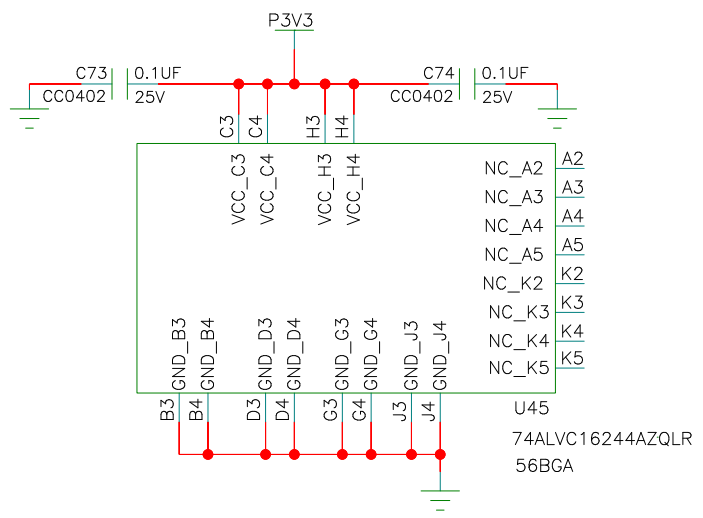 P3V3
C73 0.1UF
CC0402 25V
C74 0.1UF
CC0402 25V
C3 C4 H3 H4
VCC_C3 VCC_C4 VCC_H3 VCC_H4
NC_A2 A2
NC_A3 A3
NC_A4 A4
NC_A5 A5
NC_K2 K2
NC_K3 K3
NC_K4 K4
NC_K5 K5
GND_B3 GND_B4 GND_D3 GND_D4 GND_G3 GND_G4 GND_J3 GND_J4
B3 B4 D3 D4 G3 G4 J3 J4
U45
74ALVC16244AZQLR
56BGA